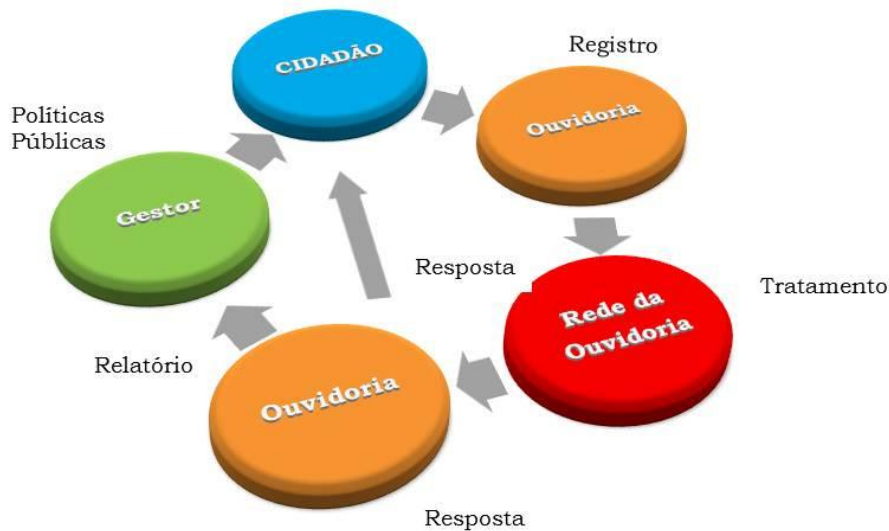 CIDADÃO
Registro
Ouvidoria
Políticas
Públicas
Gestor
Resposta
Rede da
Ouvidoria
Tratamento
Relatório
Ouvidoria
Resposta